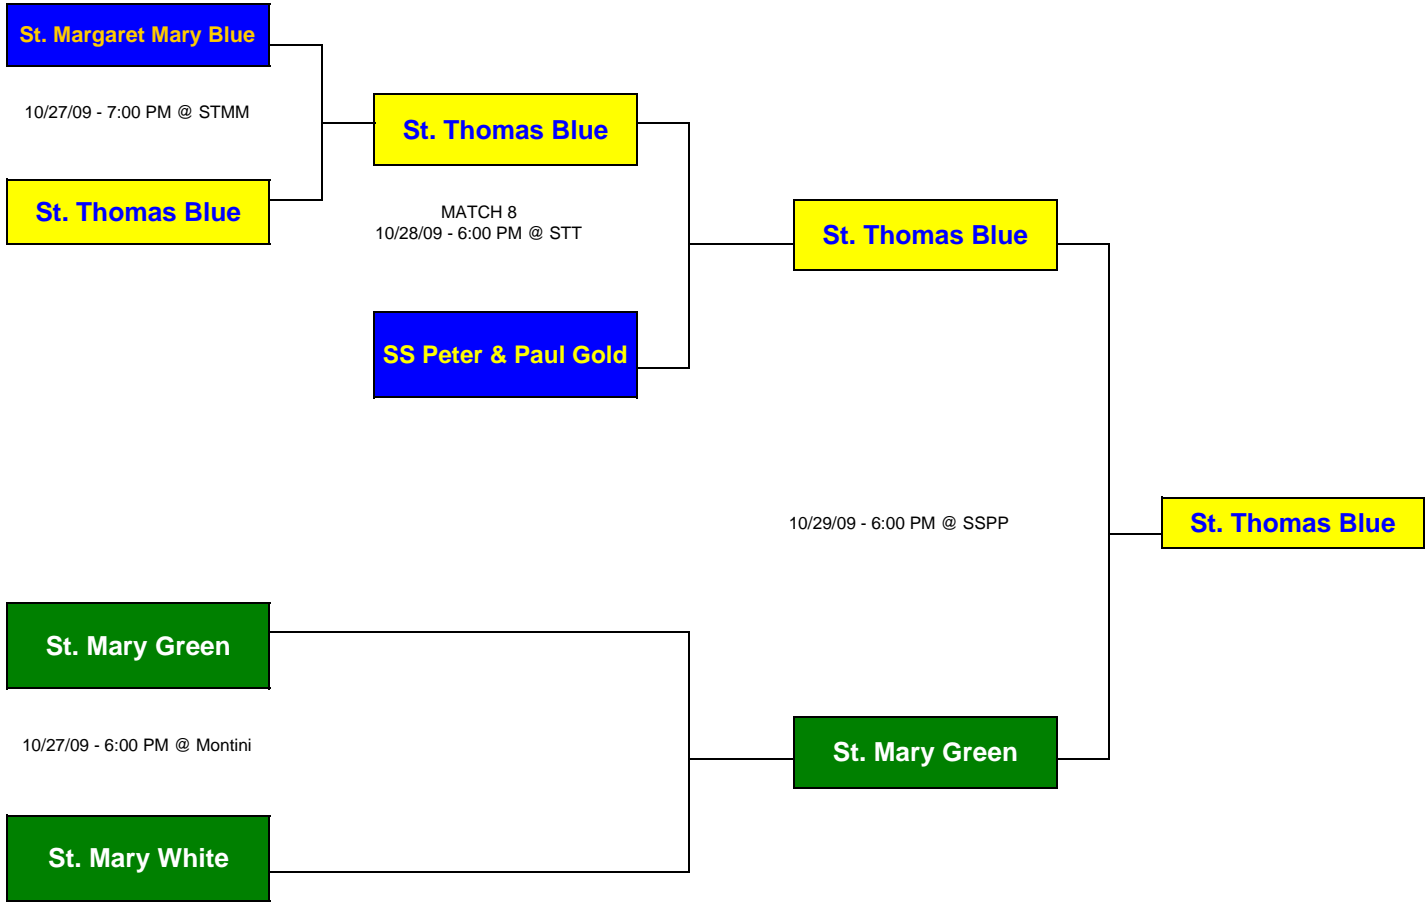 St. Margaret Mary Blue
10/27/09 - 7:00 PM @ STMM
St. Thomas Blue
St. Thomas Blue
MATCH 8
10/28/09 - 6:00 PM @ STT
SS Peter & Paul Gold
St. Thomas Blue
10/29/09 - 6:00 PM @ SSPP
St. Thomas Blue
St. Mary Green
10/27/09 - 6:00 PM @ Montini
St. Mary White
St. Mary Green